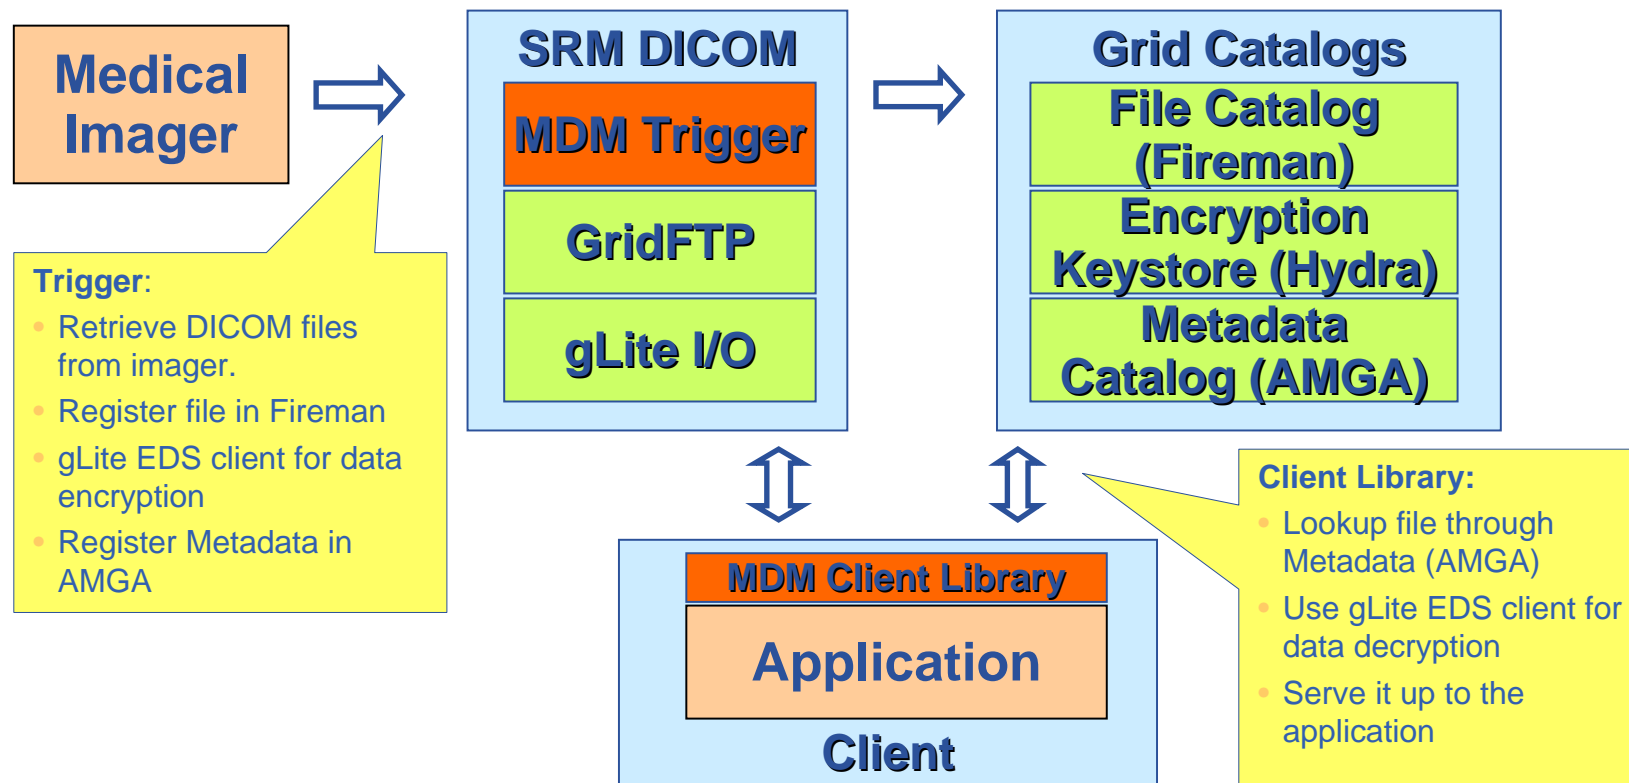 Medical
Imager
SRM DICOM
MDM Trigger
GridFTP
gLite I/O
Grid Catalogs
File Catalog
(Fireman)
Encryption
Keystore (Hydra)
Metadata
Catalog (AMGA)
Trigger:
• Retrieve DICOM files
from imager.
• Register file in Fireman
• gLite EDS client for data
encryption
• Register Metadata in
AMGA
MDM Client Library
Application
Client
Client Library:
• Lookup file through
Metadata (AMGA)
• Use gLite EDS client for
data decryption
• Serve it up to the
application